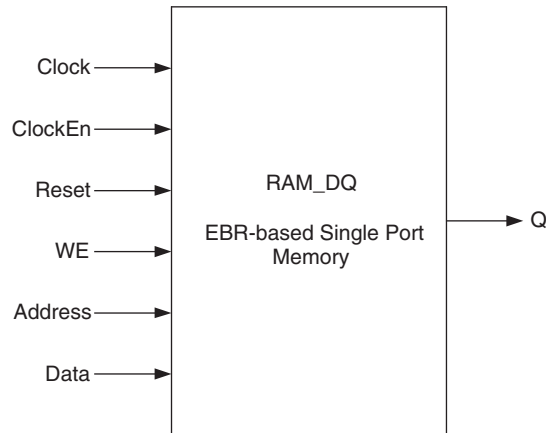 Clock
ClockEn
Reset
WE
Address
Data
RAM_DQ
EBR-based Single Port
Memory
Q